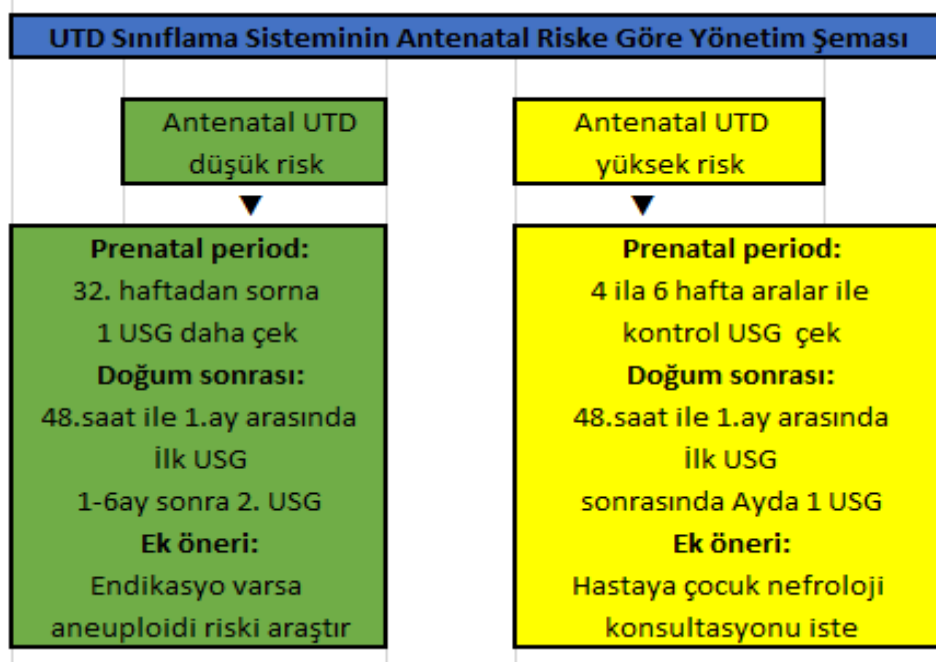 UTD Sınıflama Sisteminin Antenatal Riske Göre Yönetim Şeması
Antenatal UTD
düşük risk
Prenatal period:
32. haftadan sorna
1 USG daha çek
Doğum sonrası:
48.saat ile 1.ay arasında
İlk USG
1-6ay sonra 2. USG
Ek öneri:
Endikasyo varsa
aneuploidi riski araştır
Antenatal UTD
yüksek risk
Prenatal period:
4 ila 6 hafta aralar ile
kontrol USG çek
Doğum sonrası:
48.saat ile 1.ay arasında
İlk USG
sonrasında Ayda 1 USG
Ek öneri:
Hastaya çocuk nefroloji
konsultasyonu iste